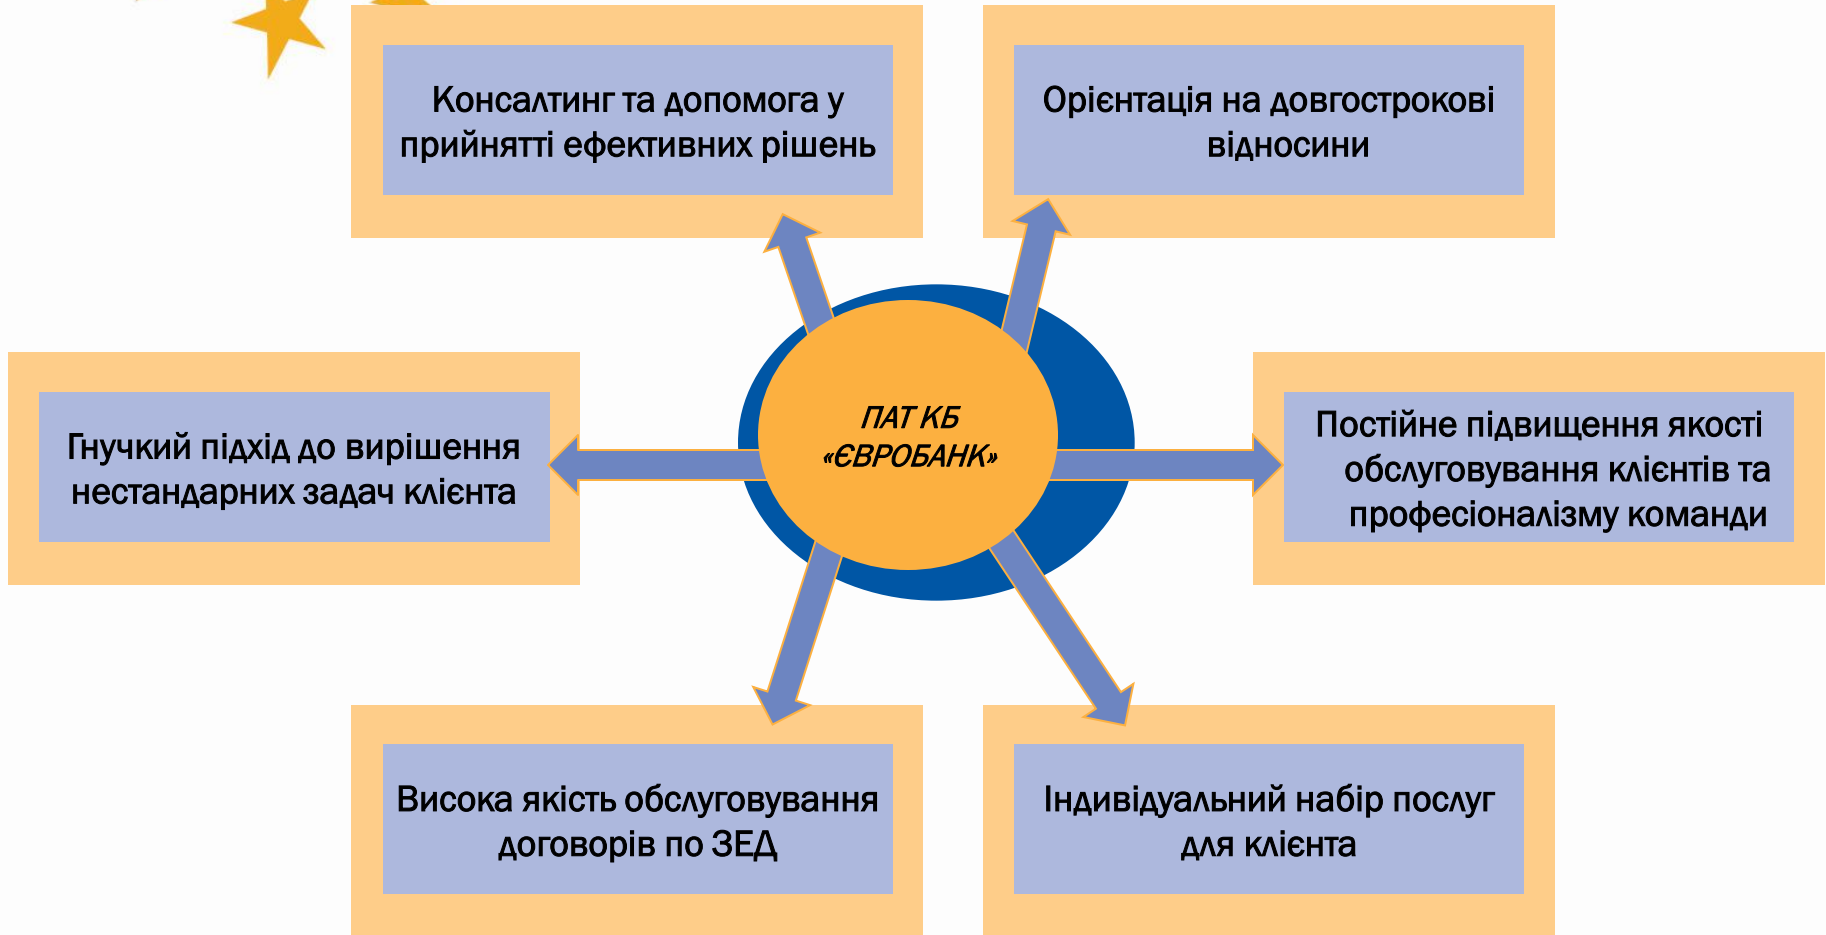 Консалтинг та допомога у
прийнятті ефективних рішень
Орієнтація на довгострокові
відносини
Гнучкий підхід до вирішення
нестандарних задач клієнта
ПАТ КБ
«ЄВРОБАНК»
Постійне підвищення якості
обслуговування клієнтів та
професіоналізму команди
Висока якість обслуговування
договорів по ЗЕД
Індивідуальний набір послуг
для клієнта